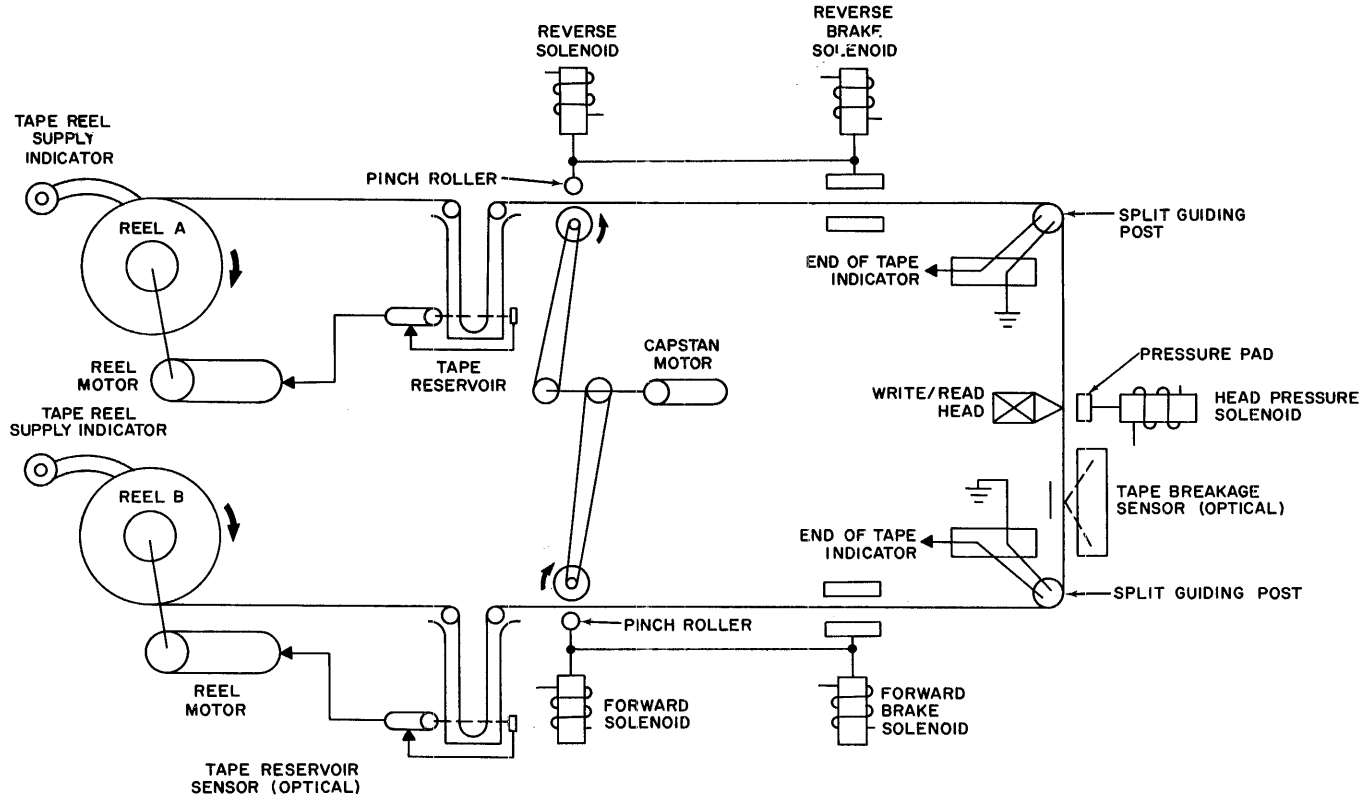 REVERSE
SOLENOID
REVERSE
BRAKE
SOLENOID
TAPE REEL
SUPPLY
INDICATOR
PINCH ROLLER
REEL A
SPLIT GUIDING
POST
END OF TAPE
INDICATOR
REEL
MOTOR
TAPE
RESERVOIR
CAPSTAN
MOTOR
PRESSURE PAD
WRITE/READ
HEAD
HEAD PRESSURE
SOLENOID
TAPE REEL
SUPPLY INDICATOR
REEL B
TAPE BREAKAGE
SENSOR (OPTICAL)
END OF TAPE
INDICATOR
SPLIT GUIDING POST
PINCH ROLLER
REEL
MOTOR
FORWARD
SOLENOID
FORWARD
BRAKE
SOLENOID
TAPE RESERVOIR
SENSOR (OPTICAL)